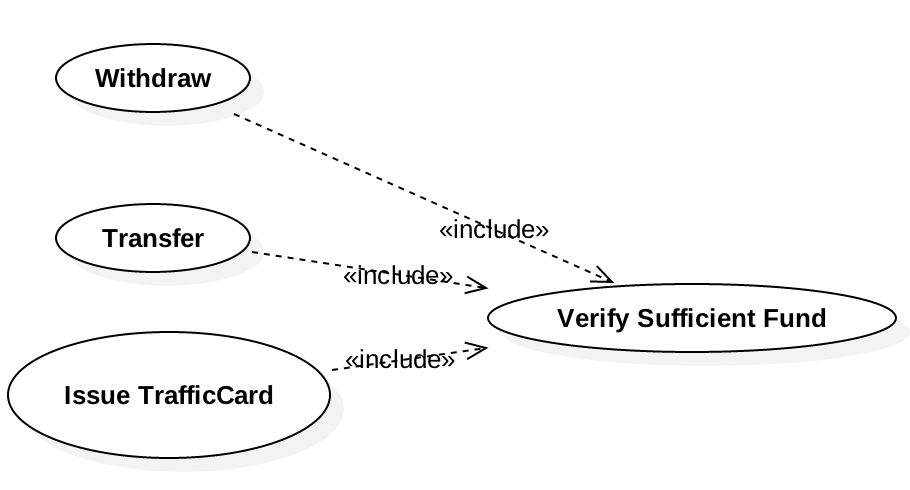 Withdraw
«include»
Transfer
«include»
Verify Sufficient Fund
«include»
Issue TrafficCard